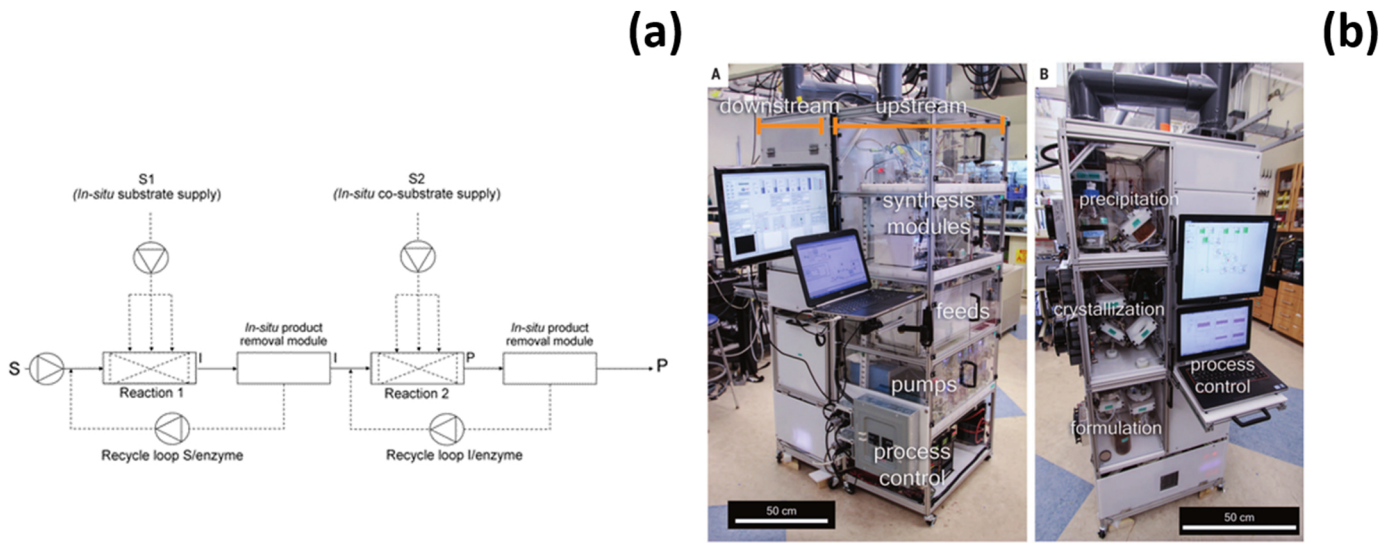 (a)
S1
(In-situ substrate supply)
S2
(In-situ co-substrate supply)
In-situ product
removal module
In-situ product
removal module
S
I
I
P
P
Reaction 1
Reaction 2
Recycle loop S/enzyme
Recycle loop I/enzyme
(b)
A
downstream
upstream
synthesis
modules
feeds
pumps
process
control
50 cm
B
precipitation
crystallization
process
control
formulation
50 cm